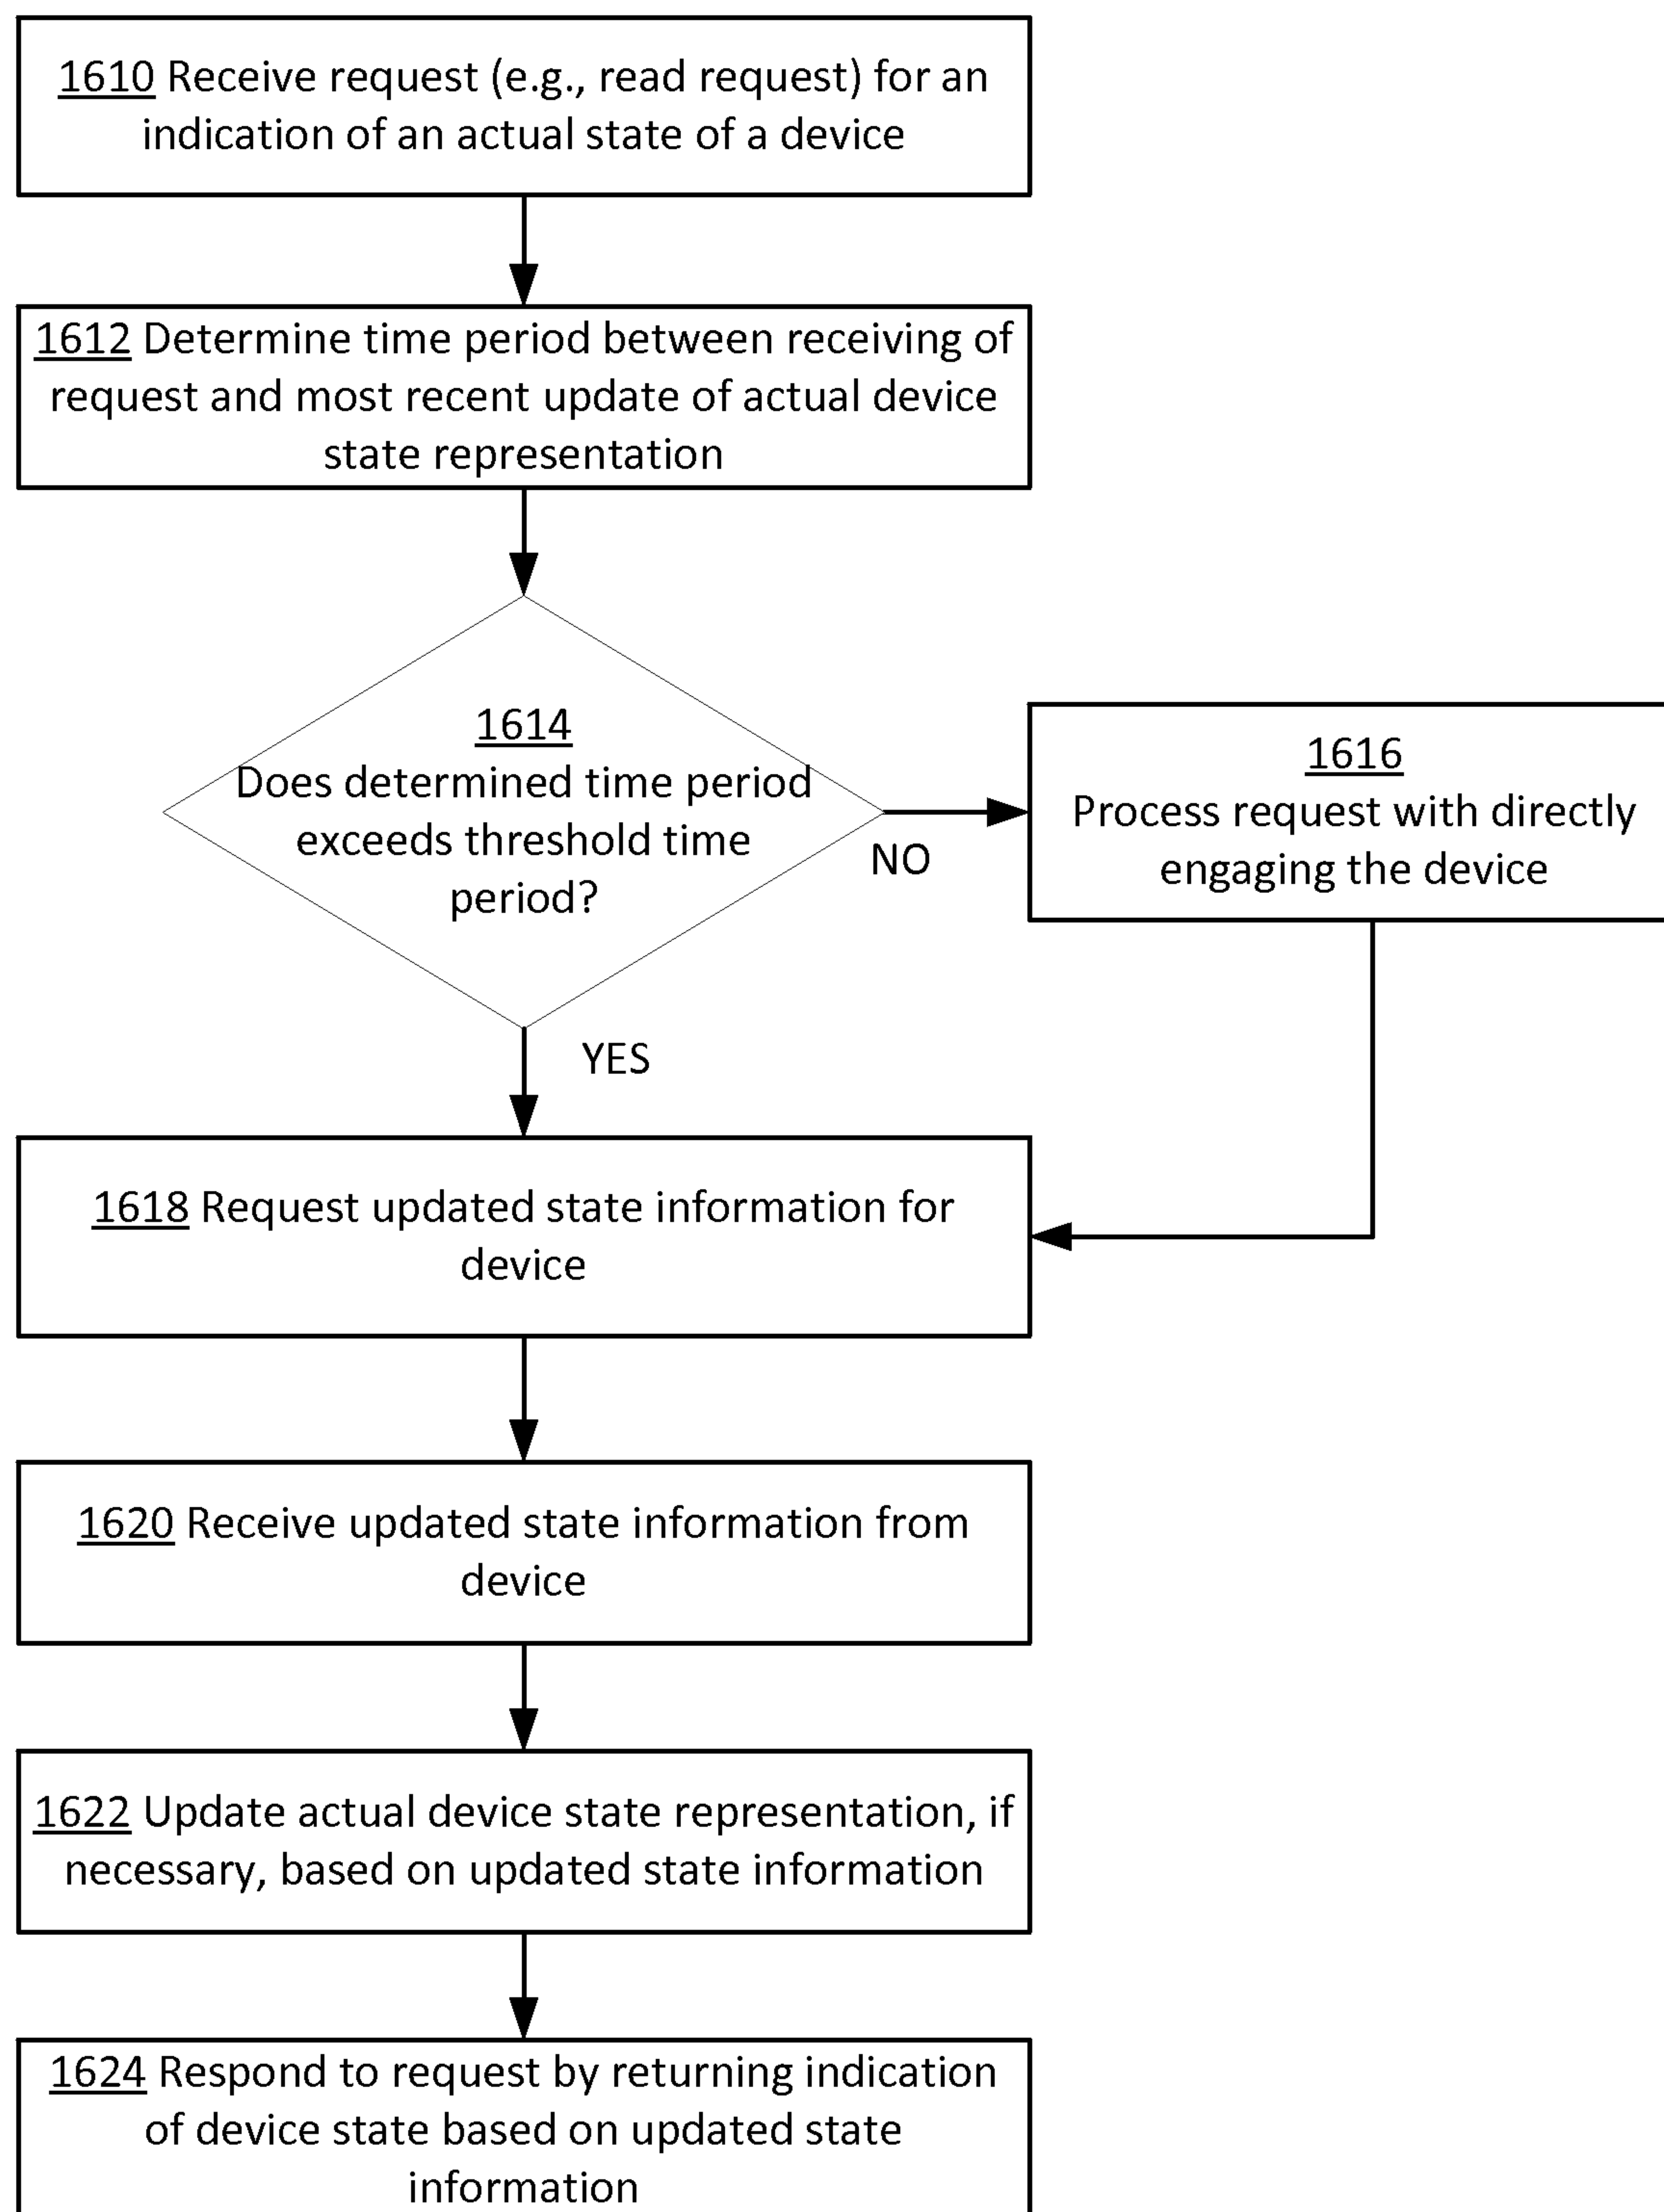 1610 Receive request (e.g., read request) for an
indication of an actual state of a device
1612 Determine time period between receiving of
request and most recent update of actual device
state representation
1614
Does determined time period
exceeds threshold time
period?
NO
1616
Process request with directly
engaging the device
YES
1618 Request updated state information for
device
1620 Receive updated state information from
device
1622 Update actual device state representation, if
necessary, based on updated state information
1624 Respond to request by returning indication
of device state based on updated state
information